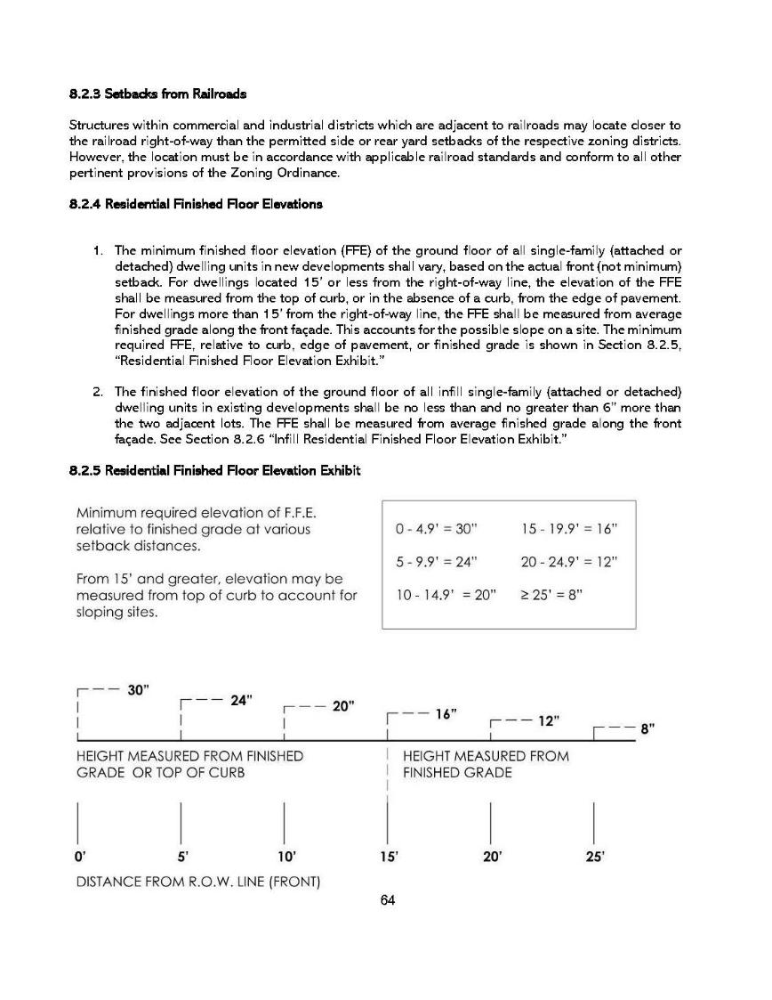 8.2.3 Setbacks from Railroads
Structures within commercial and industrial districts which are adjacent to railroads may locate closer to
the railroad right-of-way than the permitted side or rear yard setbacks of the respective zoning districts.
However, the location must be in accordance with applicable railroad standards and conform to all other
pertinent provisions of the Zoning Ordinance.
8.2.4 Residential Finished Floor Elevations
1. The minimum finished floor elevation (FFE) of the ground floor of all single-family (attached or
detached) dwelling units in new developments shall vary, based on the actual front (not minimum)
setback. For dwellings located 15' or less from the right-of-way line, the elevation of the FFE
shall be measured from the top of curb, or in the absence of a curb, from the edge of pavement.
For dwellings more than 15' from the right-of-way line, the FFE shall be measured from average
finished grade along the front façade. This accounts for the possible slope on a site. The minimum
required FFE, relative to curb, edge of pavement, or finished grade is shown in Section 8.2.5,
“Residential Finished Floor Elevation Exhibit.”
2. The finished floor elevation of the ground floor of all infill single-family (attached or detached)
dwelling units in existing developments shall be no less than and no greater than 6” more than
the two adjacent lots. The FFE shall be measured from average finished grade along the front
façade. See Section 8.2.6 “Infill Residential Finished Floor Elevation Exhibit.”
8.2.5 Residential Finished Floor Elevation Exhibit
Minimum required elevation of F.F.E.
relative to finished grade at various
setback distances.
From 15' and greater, elevation may be
measured from top of curb to account for
sloping sites.
0 - 4.9' = 30" 15 - 19.9' = 16"
5 - 9.9' = 24" 20 - 24.9' = 12"
10 - 14.9' = 20" ≥ 25' = 8"
30"
24"
20"
16"
12"
8"
HEIGHT MEASURED FROM FINISHED
GRADE OR TOP OF CURB
HEIGHT MEASURED FROM
FINISHED GRADE
0' 5' 10' 15' 20' 25'
DISTANCE FROM R.O.W. LINE (FRONT)
64